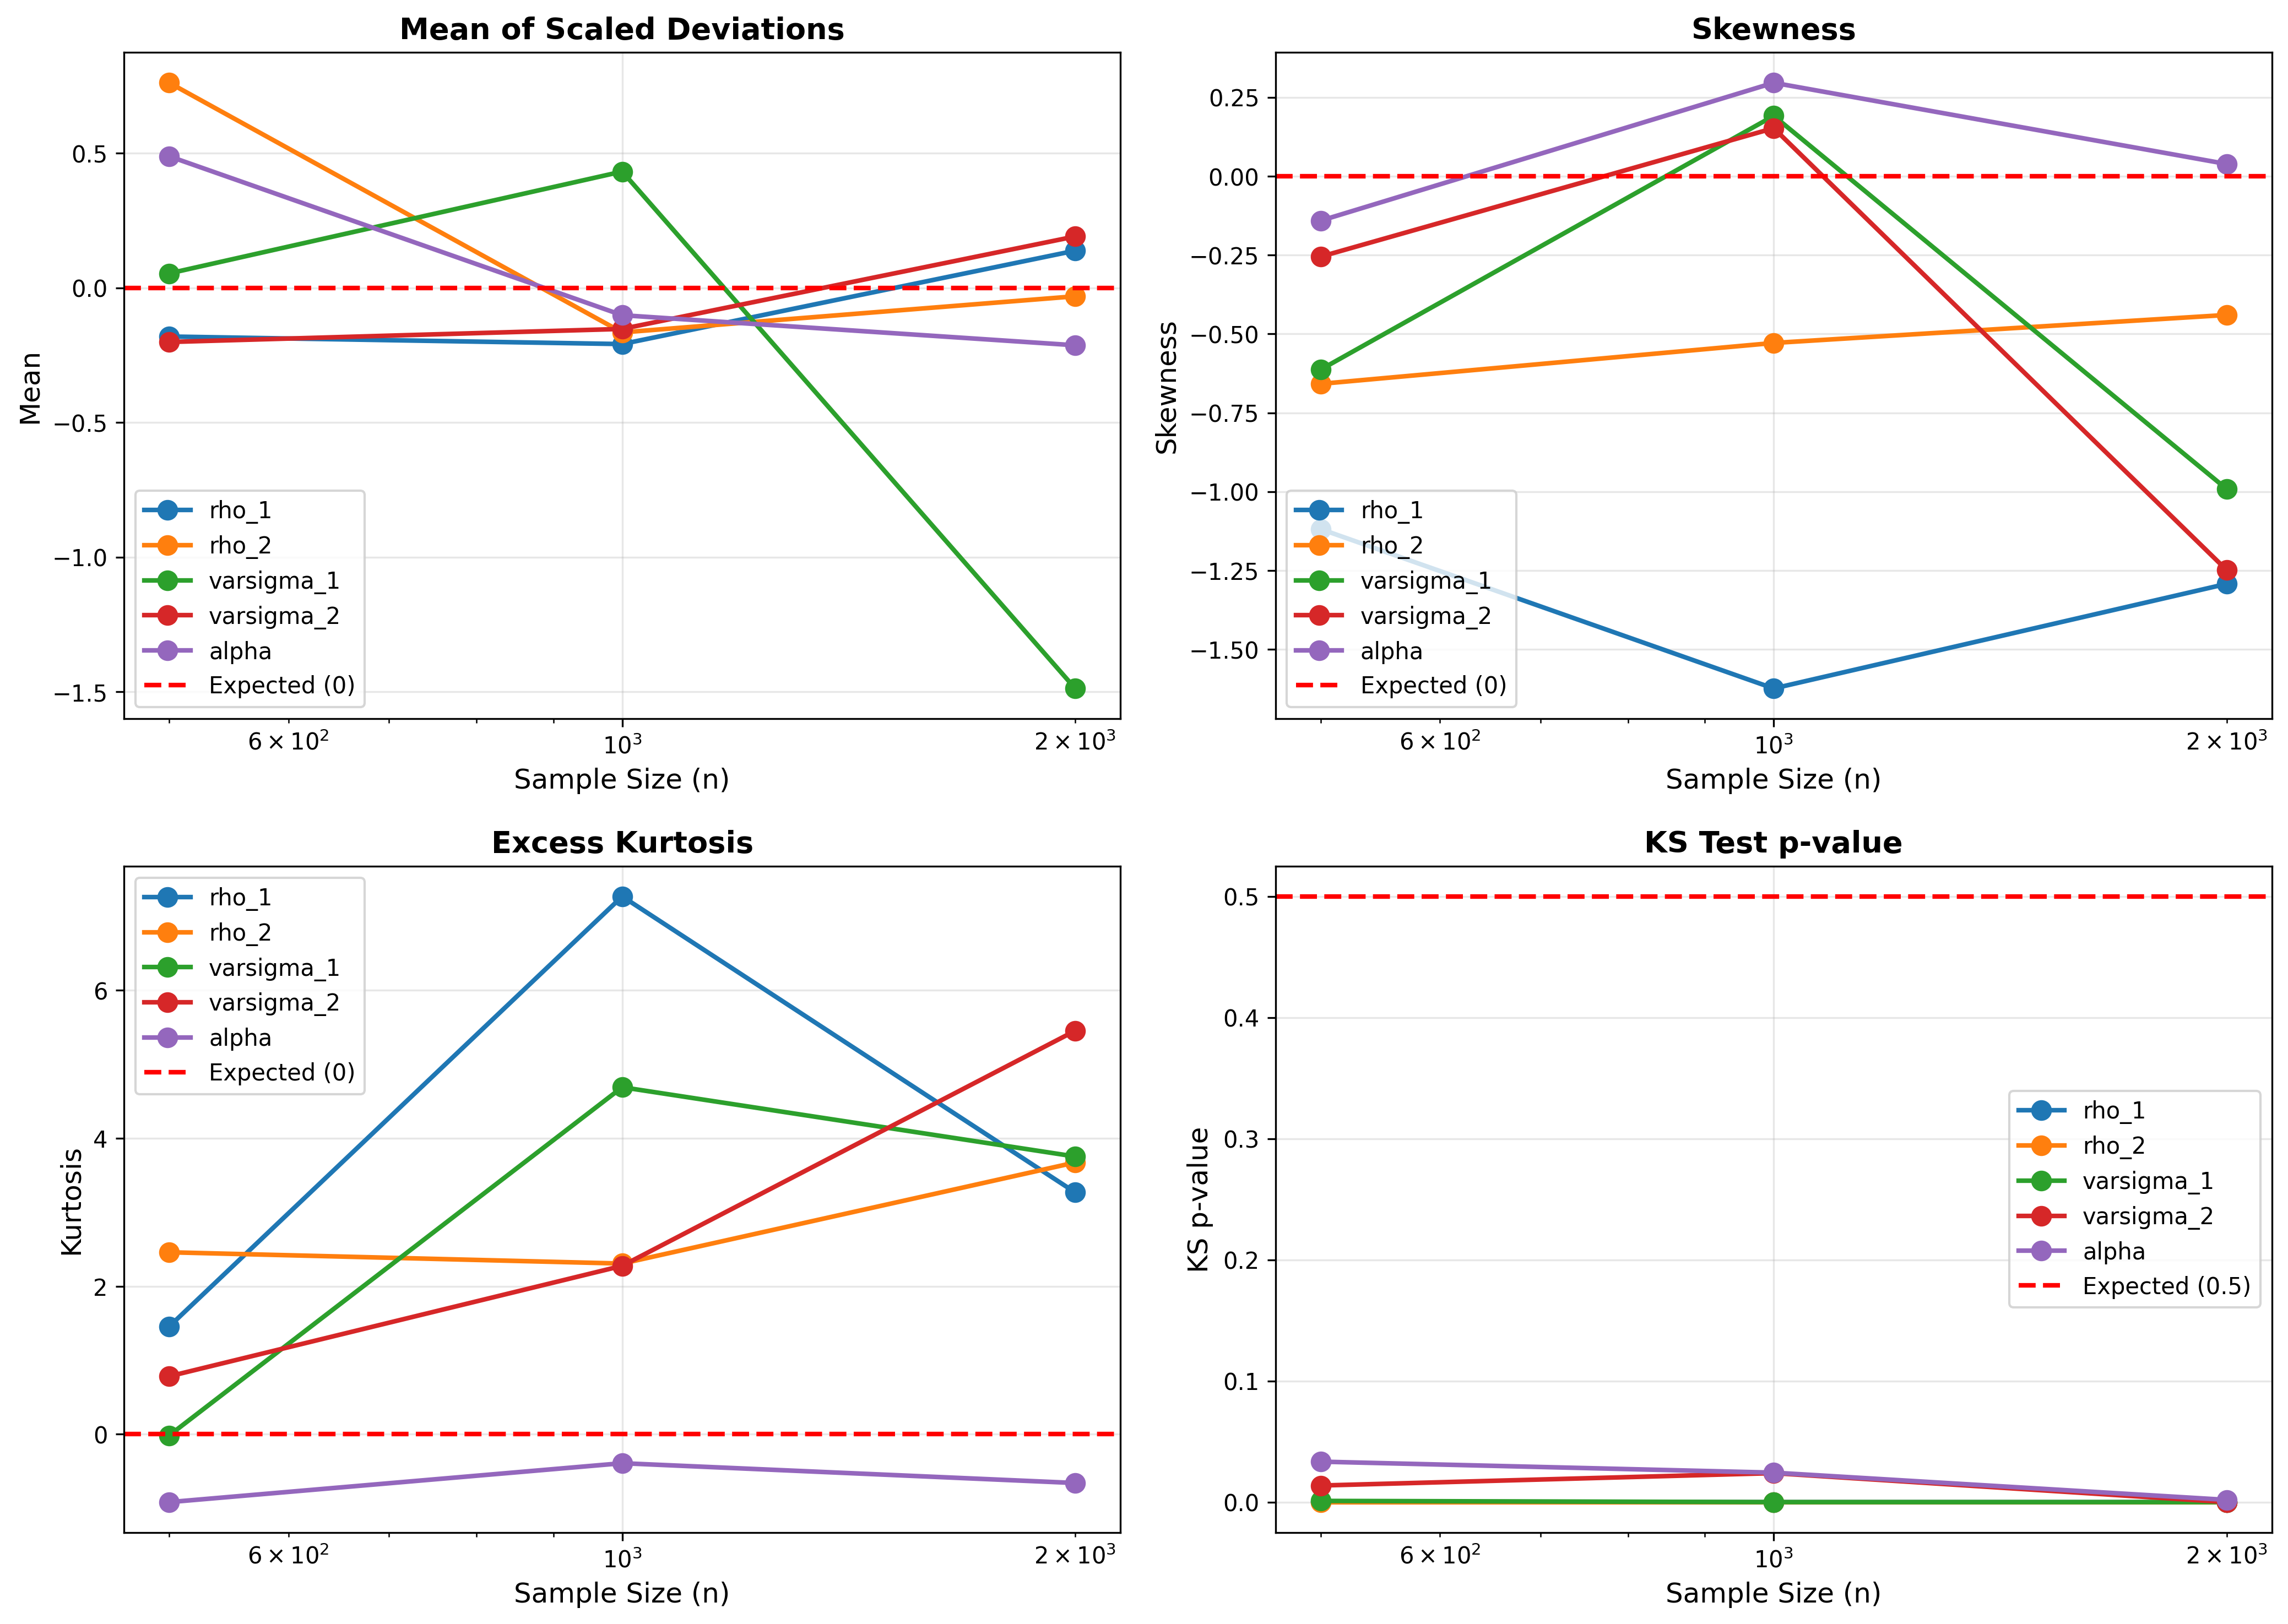 Mean of Scaled Deviations
Mean
0.5
0.0
−0.5
−1.0
−1.5
rho_1
rho_2
varsigma_1
varsigma_2
alpha
Expected (0)
6 × 10²
10³
2 × 10³
Sample Size (n)
Skewness
Skewness
0.25
0.00
−0.25
−0.50
−0.75
−1.00
−1.25
−1.50
rho_1
rho_2
varsigma_1
varsigma_2
alpha
Expected (0)
6 × 10²
10³
2 × 10³
Sample Size (n)
Excess Kurtosis
Kurtosis
6
4
2
0
rho_1
rho_2
varsigma_1
varsigma_2
alpha
Expected (0)
6 × 10²
10³
2 × 10³
Sample Size (n)
KS Test p-value
KS p-value
0.5
0.4
0.3
0.2
0.1
0.0
rho_1
rho_2
varsigma_1
varsigma_2
alpha
Expected (0.5)
6 × 10²
10³
2 × 10³
Sample Size (n)